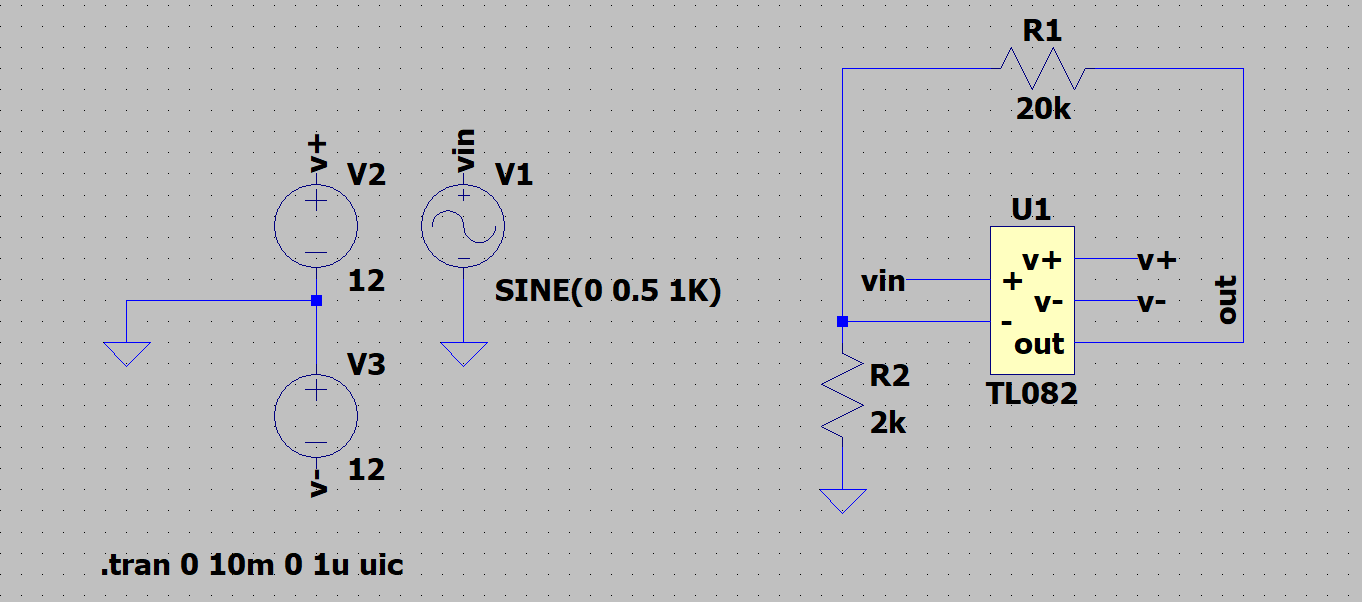 R1
20k
v+
V2
12
vin
V1
SINE(0 0.5 1K)
V3
12
v-
U1
vin
+
-
v+
v-
out
TL082
v+
v-
out
R2
2k
.tran 0 10m 0 1u uic